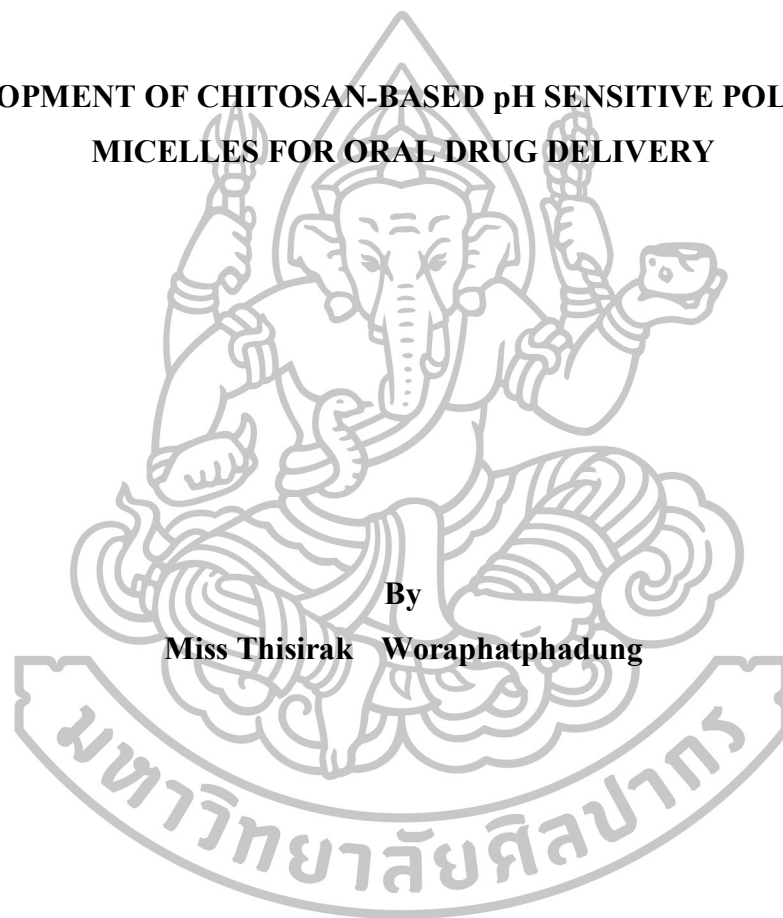 OPMENT OF CHITOSAN-BASED pH SENSITIVE POL
MICELLES FOR ORAL DRUG DELIVERY
By
Miss Thisirak Woraphatphadung
มหาวิทยาลัยศิลปากร